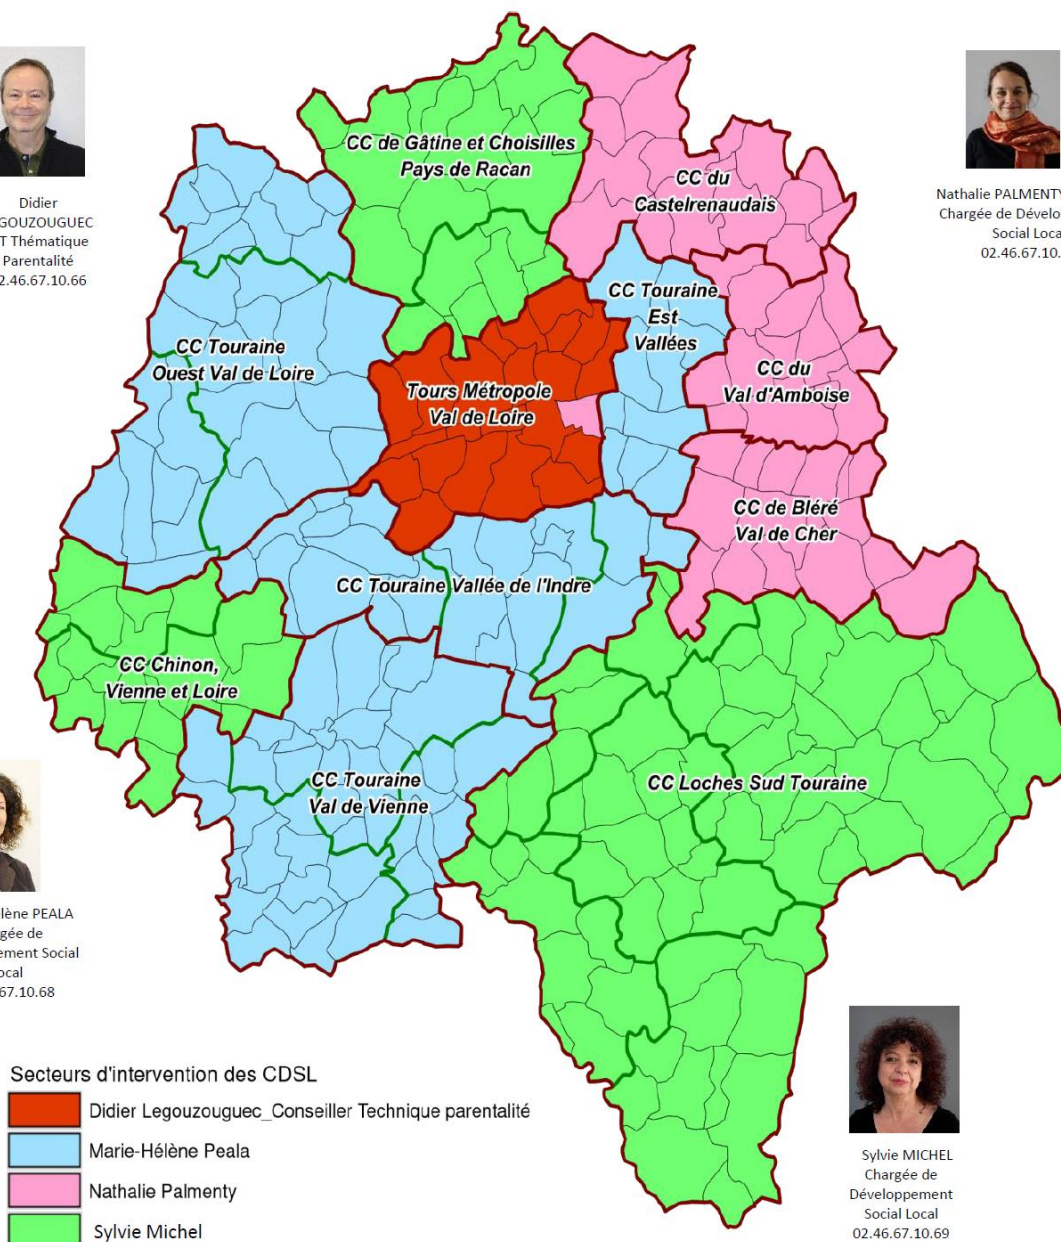 CC de Gâtine et Choisilles
Pays de Racan
CC du
Castelrenaudais
Didier
GOUZOUGUEC
T Thématique
Parentalité
2.46.67.10.66
Nathalie PALMENTY
Chargée de Dévelo
Social Loca
02.46.67.10.
CC Touraine
Est
Vallées
CC Touraine
Ouest Val de Loire
Tours Métropole
Val de Loire
CC du
Val d'Amboise
CC de Bléré
Val de Cher
CC Touraine Vallée de l'Indre
CC Chinon,
Vienne et Loire
CC Touraine
Val de Vienne
CC Loches Sud Touraine
lène PEALA
gée de
ement Social
ocal
67.10.68
Sylvie MICHEL
Chargée de
Développement
Social Local
02.46.67.10.69
Secteurs d'intervention des CDSL
Didier Legouzouguec_Conseiller Technique parentalité
Marie-Hélène Peala
Nathalie Palmenty
Sylvie Michel